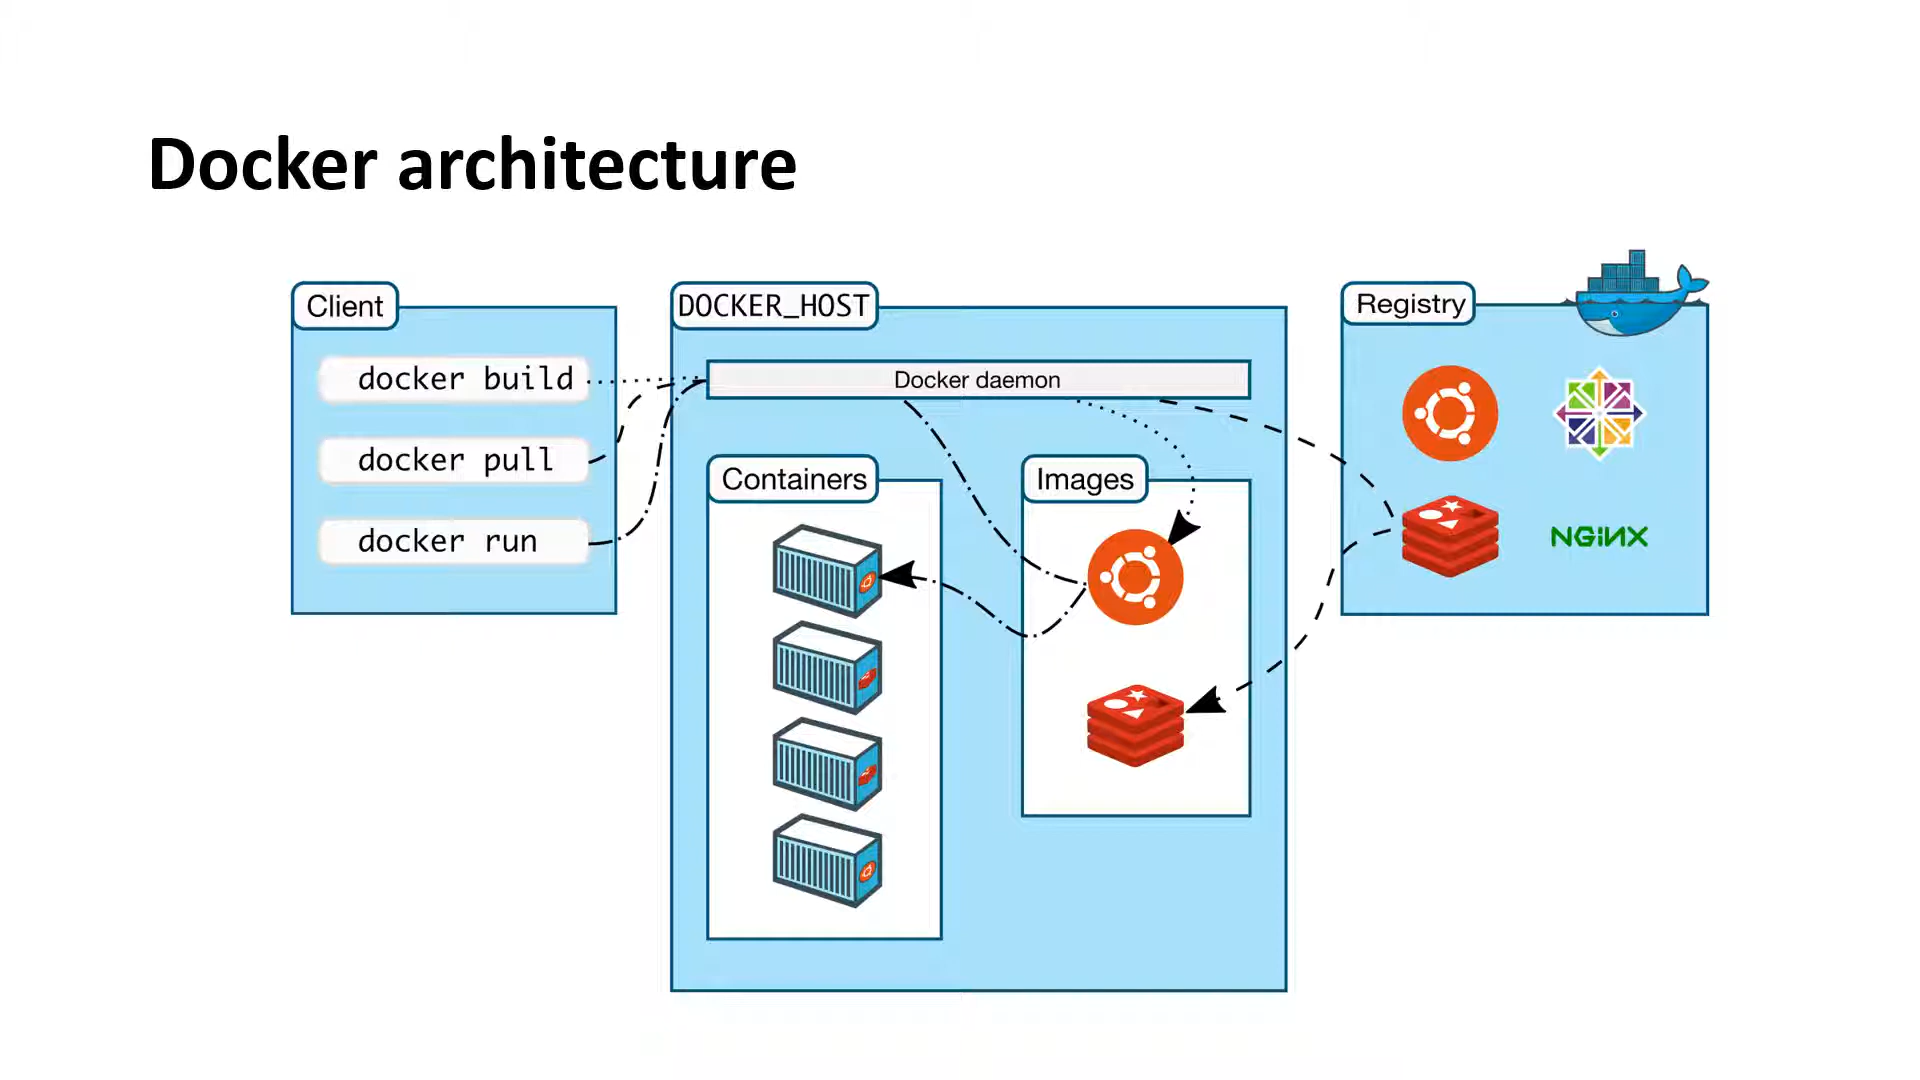 Docker architecture
Client
DOCKER_HOST
Registry
docker build
Docker daemon
docker pull
Containers
Images
docker run
NGiNX